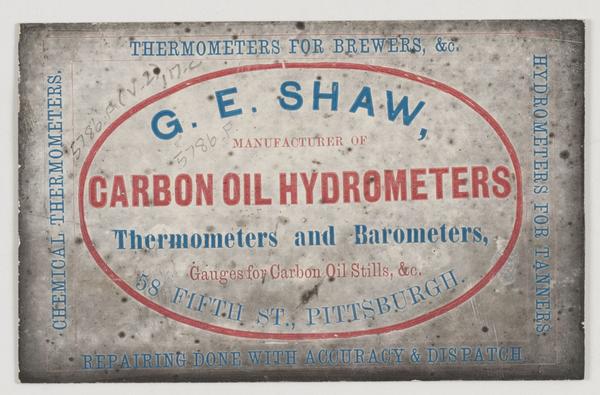 THERMOMETERS FOR BREWERS, &c.
CHEMICAL THERMOMETERS.
G. E. SHAW,
MANUFACTURER OF
CARBON OIL HYDROMETERS
Thermometers and Barometers,
Gauges for Carbon Oil Stills, &c.
58 FIFTH ST., PITTSBURGH.
HYDROMETERS FOR TANNERS.
REPAIRING DONE WITH ACCURACY & DISPATCH
5786 P